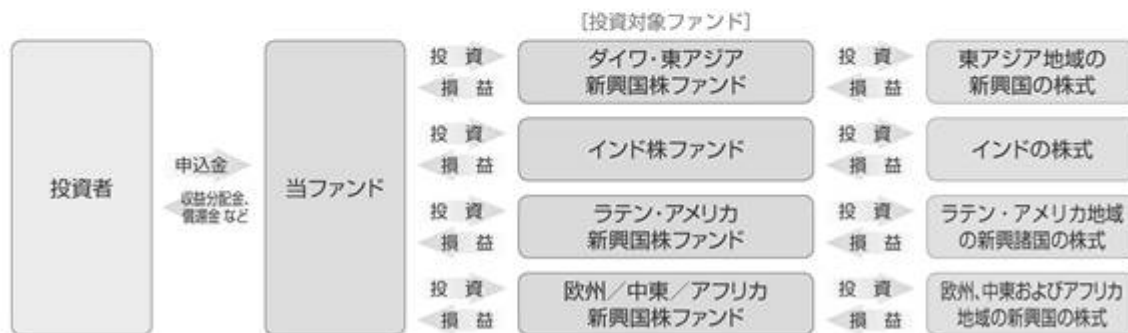 [投資対象ファンド]
投資者
申込金
収益分配金、
償還金 など
当ファンド
投 資
損 益
ダイワ・東アジア
新興国株ファンド
投 資
損 益
東アジア地域の
新興国の株式
投 資
損 益
インド株ファンド
投 資
損 益
インドの株式
投 資
損 益
ラテン・アメリカ
新興国株ファンド
投 資
損 益
ラテン・アメリカ地域
の新興諸国の株式
投 資
損 益
欧州／中東／アフリカ
新興国株ファンド
投 資
損 益
欧州、中東およびアフリカ
地域の新興国の株式